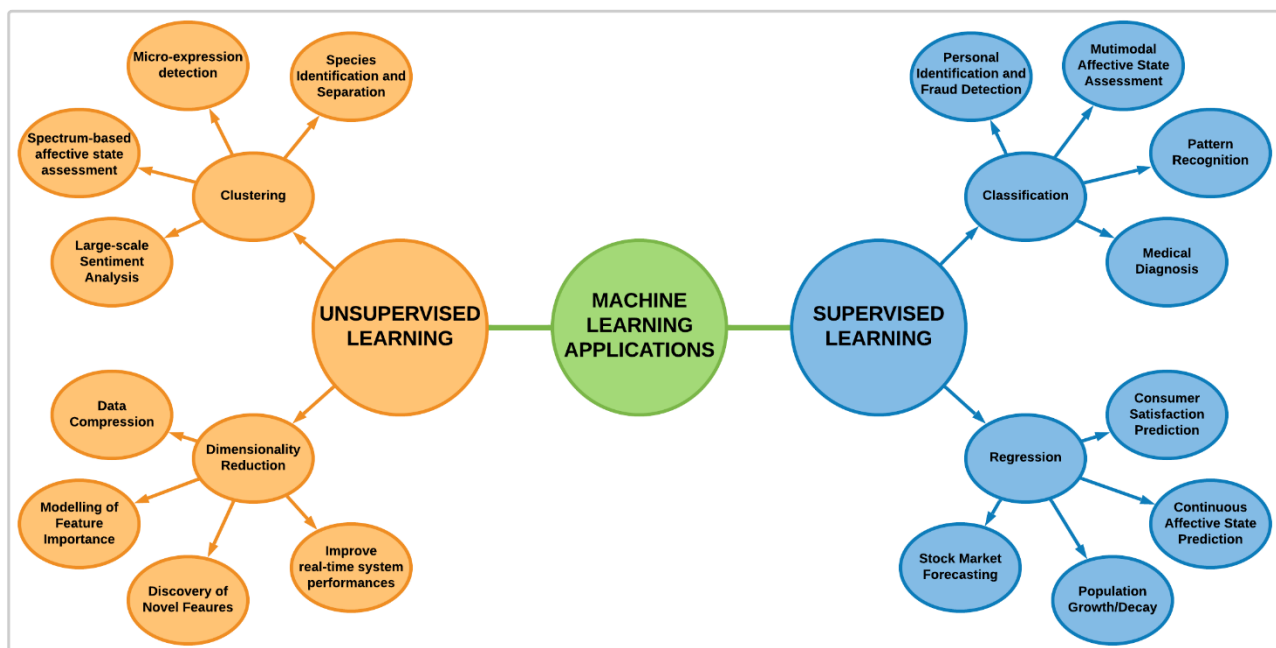 Micro-expression
detection
Species
Identification and
Separation
Spectrum-based
affective state
assessment
Clustering
Large-scale
Sentiment
Analysis
UNSUPERVISED
LEARNING
Data
Compression
Dimensionality
Reduction
Modelling of
Feature
Importance
Discovery of
Novel Feaures
Improve
real-time system
performances
MACHINE
LEARNING
APPLICATIONS
SUPERVISED
LEARNING
Personal
Identification and
Fraud Detection
Mutimodal
Affective State
Assessment
Pattern
Recognition
Classification
Medical
Diagnosis
Consumer
Satisfaction
Prediction
Regression
Continuous
Affective State
Prediction
Stock Market
Forecasting
Population
Growth/Decay